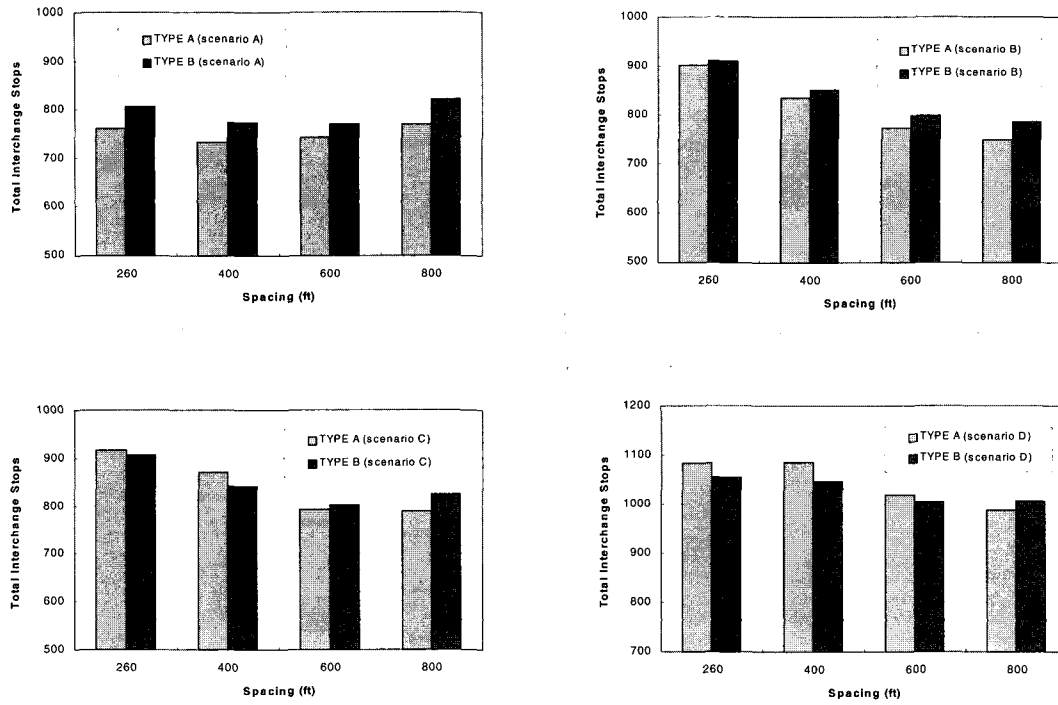 Total Interchange Stops
1000
900
800
700
600
500
TYPE A (scenario A)
TYPE B (scenario A)
260
400
600
800
Spacing (ft)
Total Interchange Stops
1000
900
800
700
600
500
TYPE A (scenario B)
TYPE B (scenario B)
260
400
600
800
Spacing (ft)
Total Interchange Stops
1000
900
800
700
600
500
TYPE A (scenario C)
TYPE B (scenario C)
260
400
600
800
Spacing (ft)
Total Interchange Stops
1200
1100
1000
900
800
700
TYPE A (scenario D)
TYPE B (scenario D)
260
400
600
800
Spacing (ft)